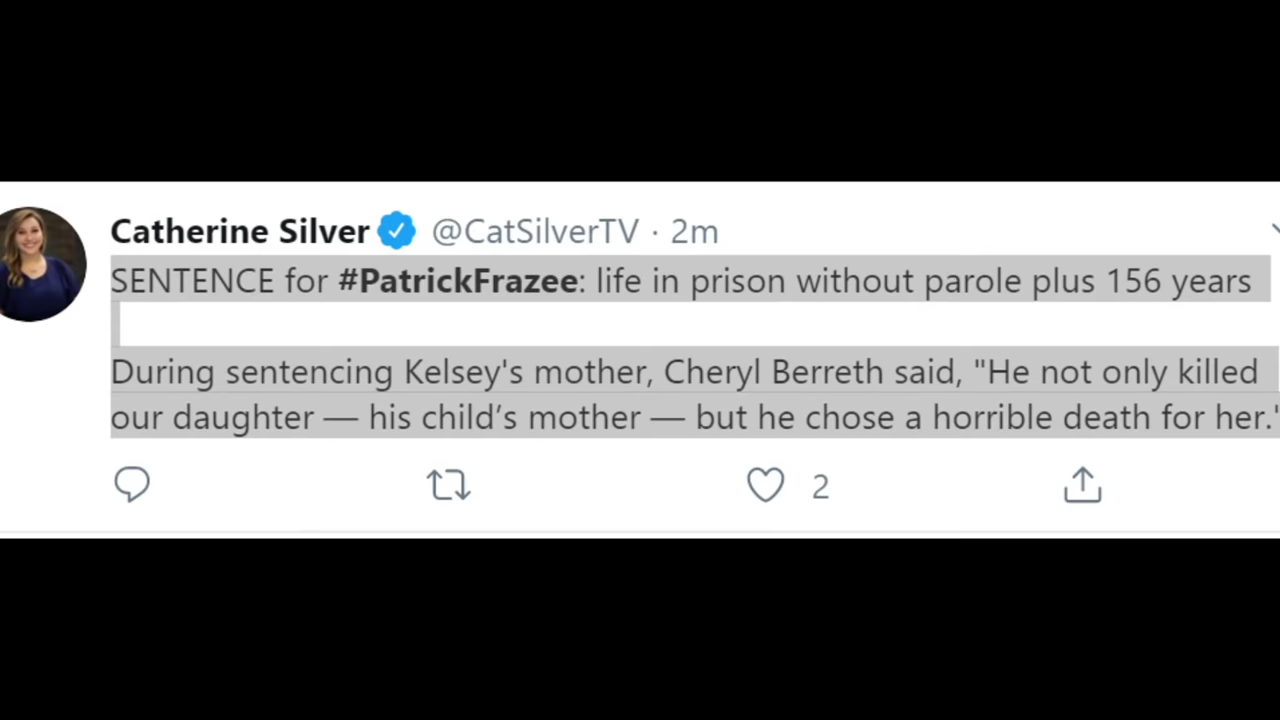 Catherine Silver @CatSilverTV · 2m
SENTENCE for #PatrickFrazee: life in prison without parole plus 156 years
During sentencing Kelsey's mother, Cheryl Berreth said, "He not only killed
our daughter — his child’s mother — but he chose a horrible death for her."
2